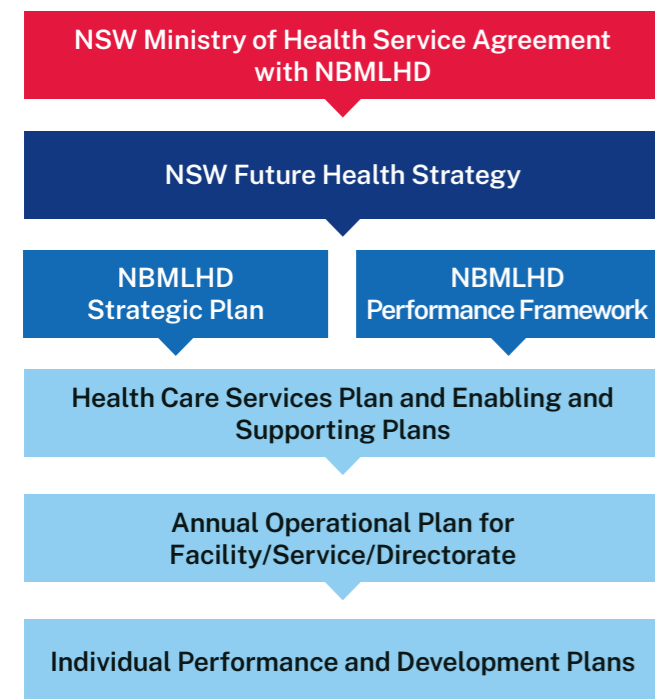 NSW Ministry of Health Service Agreement
with NBMLHD
NSW Future Health Strategy
NBMLHD
Strategic Plan
NBMLHD
Performance Framework
Health Care Services Plan and Enabling and
Supporting Plans
Annual Operational Plan for
Facility/Service/Directorate
Individual Performance and Development Plans